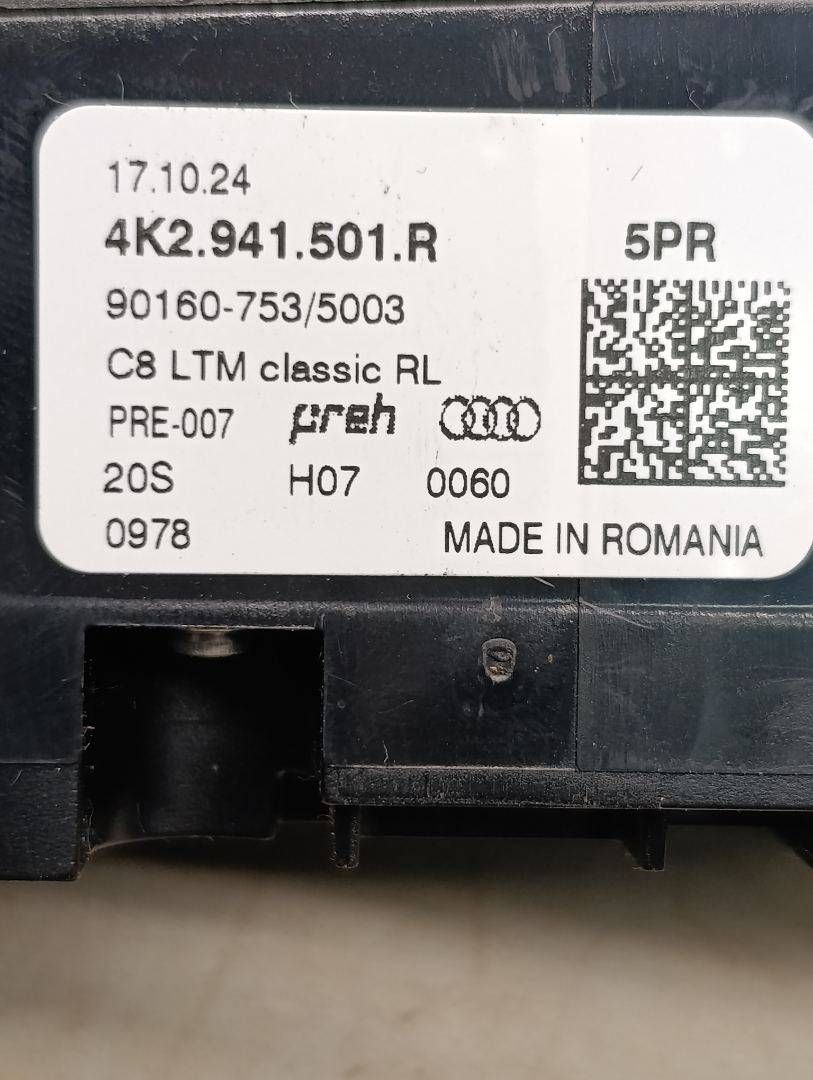 17.10.24
4K2.941.501.R 5PR
90160-753/5003
C8 LTM classic RL
PRE-007 preh
20S H07 0060
0978 MADE IN ROMANIA